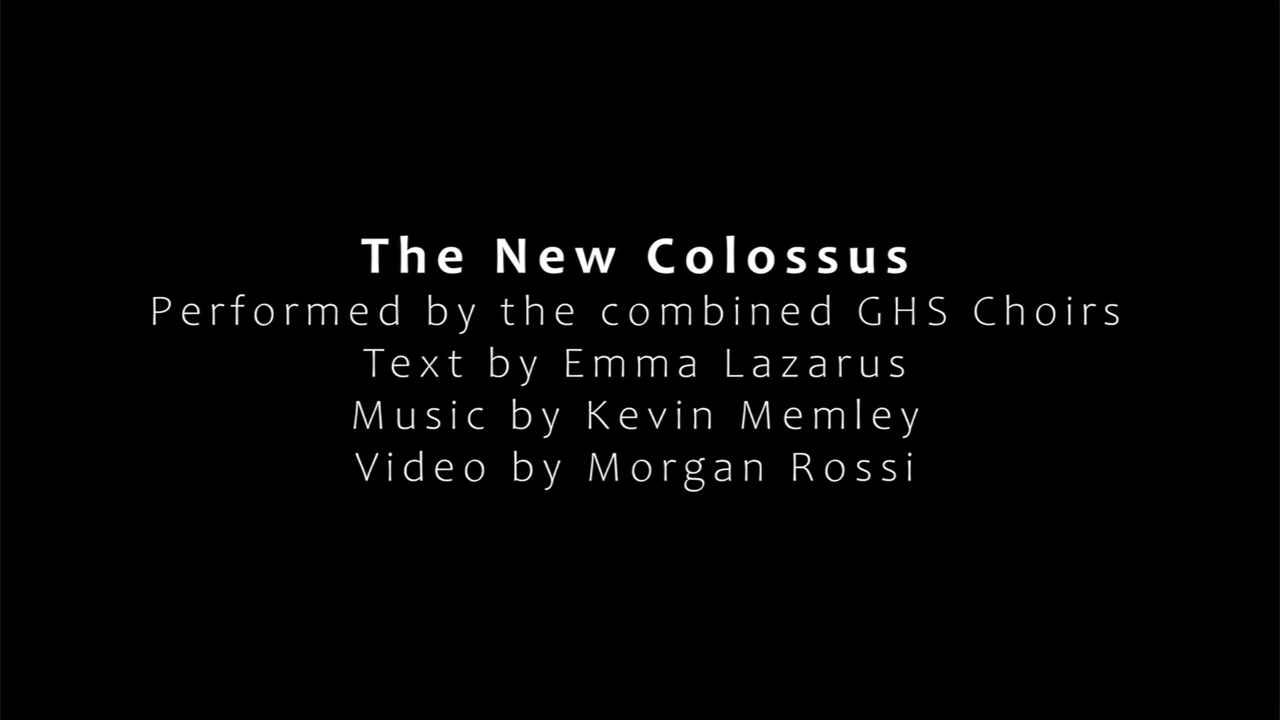 The New Colossus
Performed by the combined GHS Choirs
Text by Emma Lazarus
Music by Kevin Memley
Video by Morgan Rossi